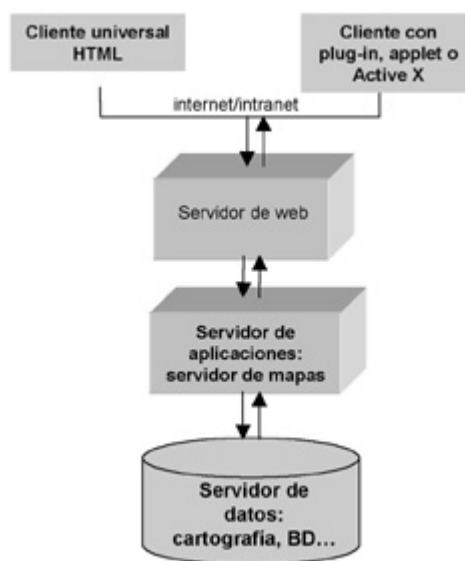 Cliente universal
HTML
Cliente con
plug-in, applet o
Active X
internet/intranet
Servidor de web
Servidor de
aplicaciones:
servidor de mapas
Servidor de
datos:
cartografía, BD...